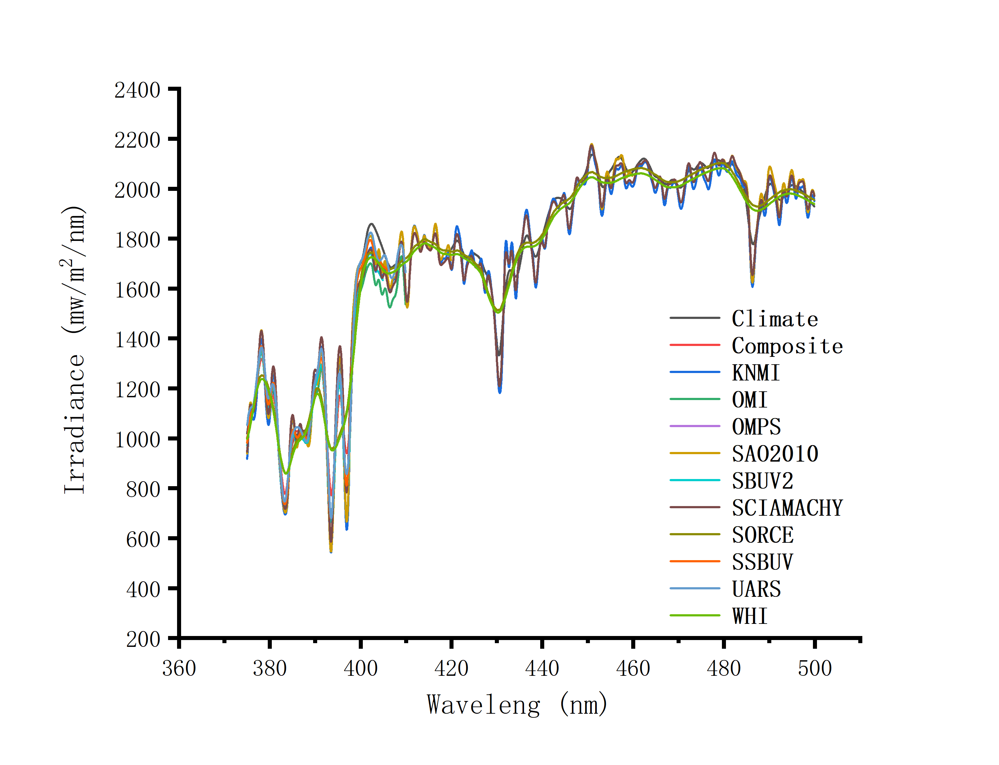 2400
2200
2000
1800
1600
1400
1200
1000
800
600
400
200
Irradiance (mw/m²/nm)
Climate
Composite
KNMI
OMI
OMPS
SAO2010
SBUV2
SCIAMACHY
SORCE
SSBUV
UARS
WHI
360 380 400 420 440 460 480 500
Waveleng (nm)